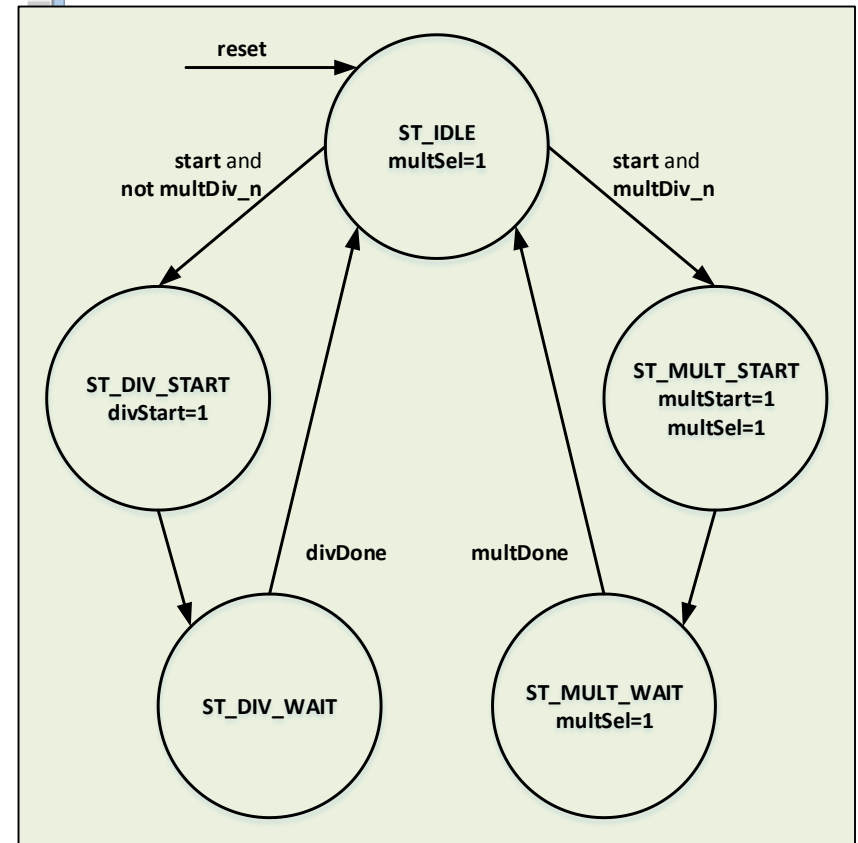 reset
ST_IDLE
multSel=1
start and
not multDiv_n
start and
multDiv_n
ST_DIV_START
divStart=1
ST_MULT_START
multStart=1
multSel=1
divDone
multDone
ST_DIV_WAIT
ST_MULT_WAIT
multSel=1